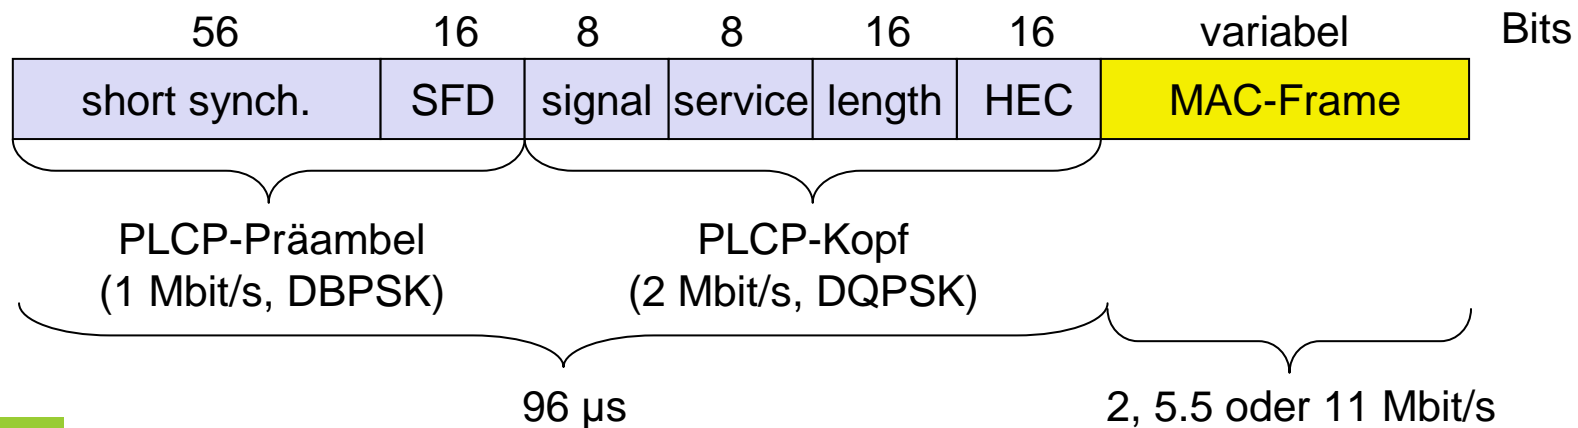 56 16 8 8 16 16 variabel Bits
short synch. SFD signal service length HEC MAC-Frame
PLCP-Präambel PLCP-Kopf
(1 Mbit/s, DBPSK) (2 Mbit/s, DQPSK)
96 µs 2, 5.5 oder 11 Mbit/s